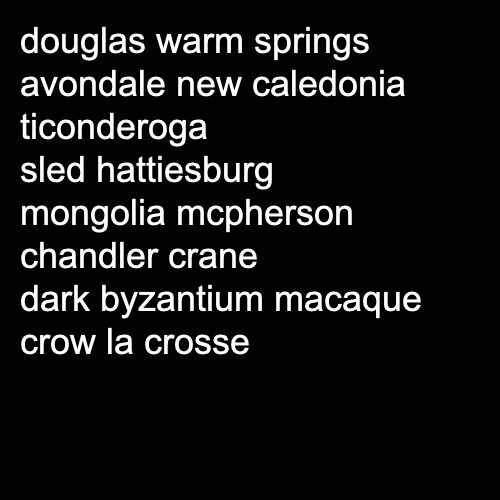 douglas warm springs
avondale new caledonia
ticonderoga
sled hattiesburg
mongolia mcpherson
chandler crane
dark byzantium macaque
crow la crosse